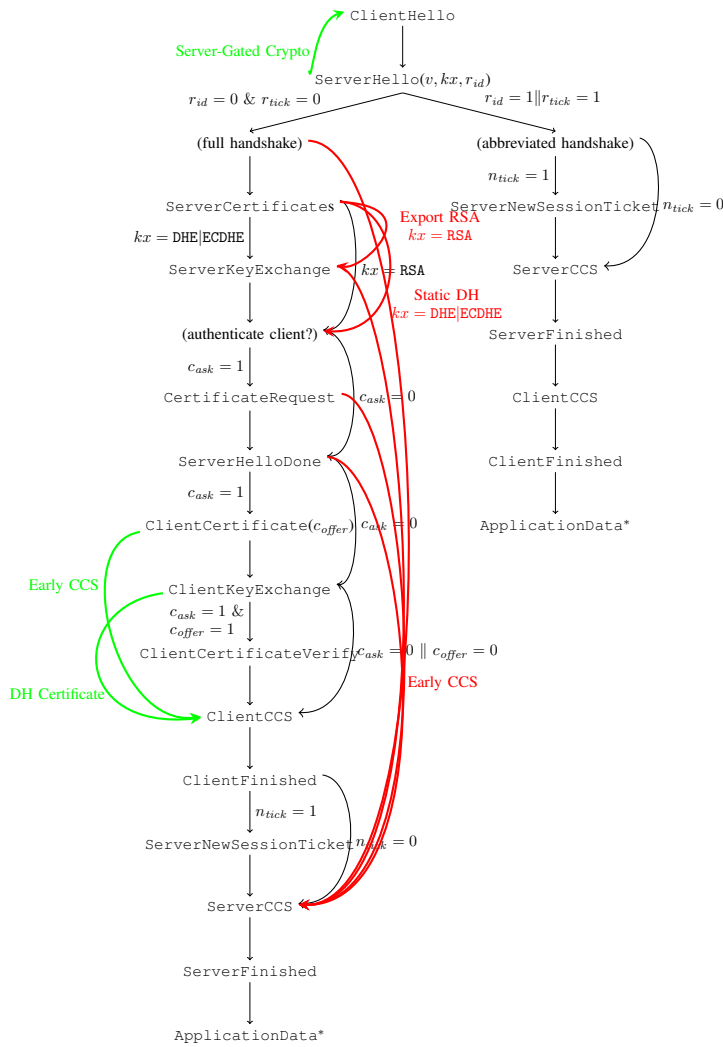 ClientHello
Server-Gated Crypto
ServerHello(v, kx, r_id)
r_id = 0 & r_tick = 0
r_id = 1||r_tick = 1
(full handshake)
(abbreviated handshake)
n_tick = 1
ServerCertificates
ServerNewSessionTicket
n_tick = 0
Export RSA
kx = RSA
kx = DHE|ECDHE
ServerKeyExchange
kx = RSA
ServerCCS
Static DH
kx = DHE|ECDHE
(authenticate client?)
ServerFinished
c_ask = 1
CertificateRequest
c_ask = 0
ClientCCS
ServerHelloDone
ClientFinished
c_ask = 1
ClientCertificate(c_offer)
c_ask = 0
ApplicationData*
Early CCS
ClientKeyExchange
c_ask = 1 &
c_offer = 1
ClientCertificateVerify
c_ask = 0 || c_offer = 0
Early CCS
DH Certificate
ClientCCS
ClientFinished
n_tick = 1
ServerNewSessionTicket
n_tick = 0
ServerCCS
ServerFinished
ApplicationData*